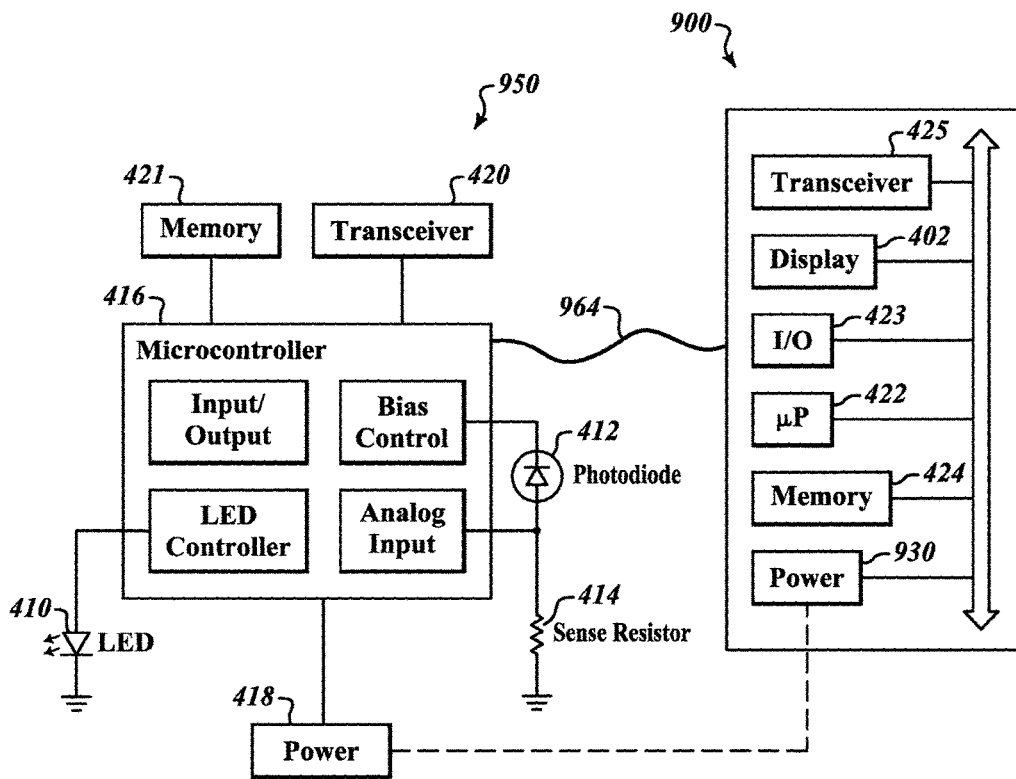 900
950
425
Transceiver
421
Memory
420
Transceiver
402
Display
416
Microcontroller
964
423
I/O
Input/
Output
Bias
Control
422
μP
412
Photodiode
LED
Controller
Analog
Input
424
Memory
930
Power
410
LED
414
Sense Resistor
418
Power